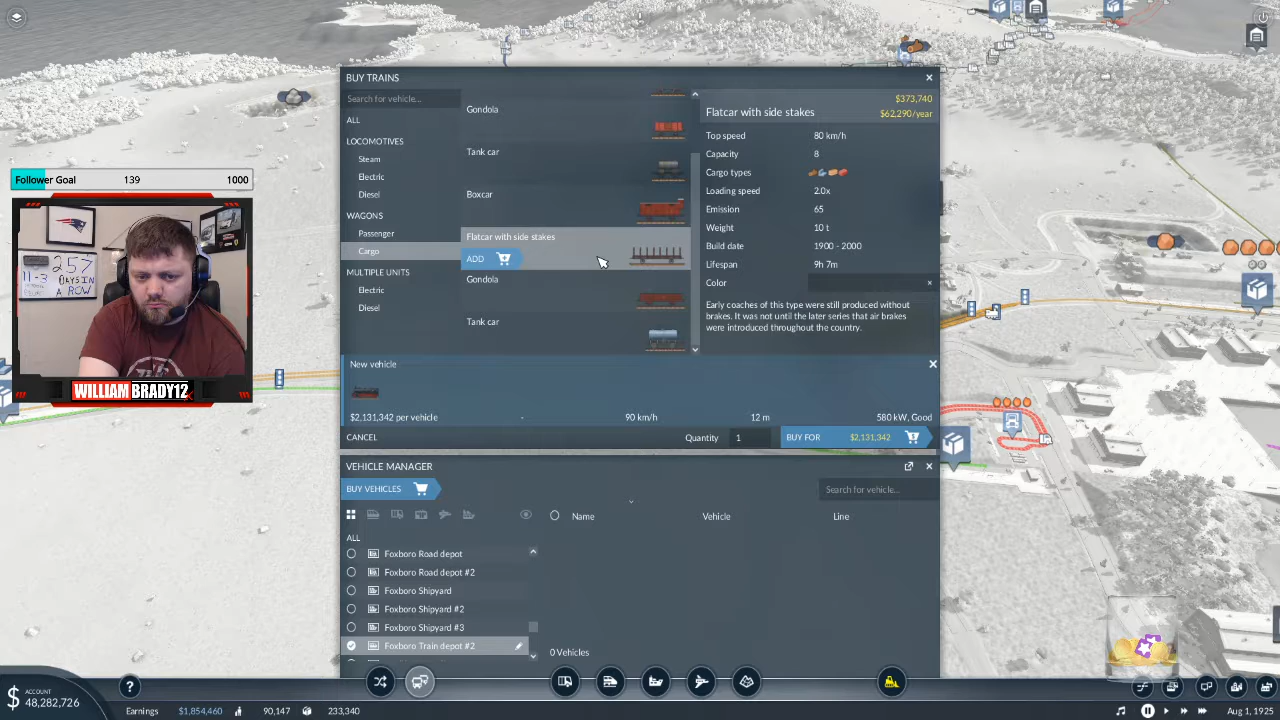 BUY TRAINS
Search for vehicle...
ALL
LOCOMOTIVES
Steam
Electric
Diesel
WAGONS
Passenger
Cargo
MULTIPLE UNITS
Electric
Diesel
Gondola
Tank car
Boxcar
Flatcar with side stakes
ADD
Gondola
Tank car
$373,740
Flatcar with side stakes
$62,290/year
Top speed 80 km/h
Capacity 8
Cargo types
Loading speed 2.0x
Emission 65
Weight 10 t
Build date 1900 - 2000
Lifespan 9h 7m
Color
Early coaches of this type were still produced without
brakes. It was not until the later series that air brakes
were introduced throughout the country.
New vehicle
$2,131,342 per vehicle - 90 km/h 12 m 580 kW, Good
CANCEL Quantity 1 BUY FOR $2,131,342
VEHICLE MANAGER
BUY VEHICLES
Search for vehicle...
Name Vehicle Line
ALL
Foxboro Road depot
Foxboro Road depot #2
Foxboro Shipyard
Foxboro Shipyard #2
Foxboro Shipyard #3
Foxboro Train depot #2
0 Vehicles
Follower Goal 139 1000
257
11-3 DAYS IN
A ROW
WILLIAM BRADY12
$ ACCOUNT
48,282,726
?
Earnings $1,854,460 90,147 233,340
Aug 1, 1925